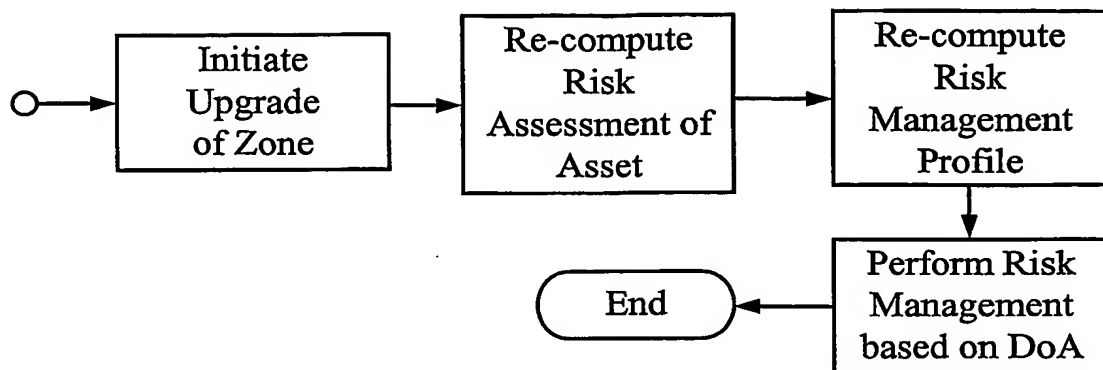 Initiate
Upgrade
of Zone
Re-compute
Risk
Assessment of
Asset
Re-compute
Risk
Management
Profile
Perform Risk
Management
based on DoA
End